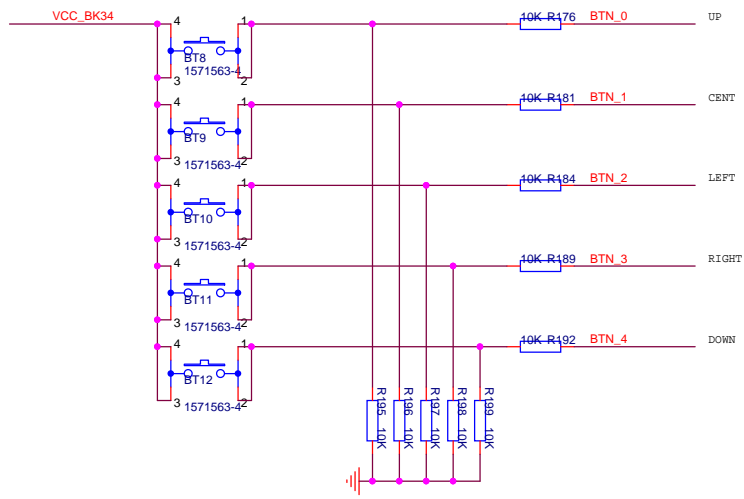 VCC_BK34
4 1 10K R176 BTN_0 UP
BT8
3 1571563-4 2
4 1 10K R181 BTN_1 CENT
BT9
3 1571563-4 2
4 1 10K R184 BTN_2 LEFT
BT10
3 1571563-4 2
4 1 10K R189 BTN_3 RIGHT
BT11
3 1571563-4 2
4 1 10K R192 BTN_4 DOWN
BT12
3 1571563-4 2
R195 10K
R196 10K
R197 10K
R198 10K
R199 10K